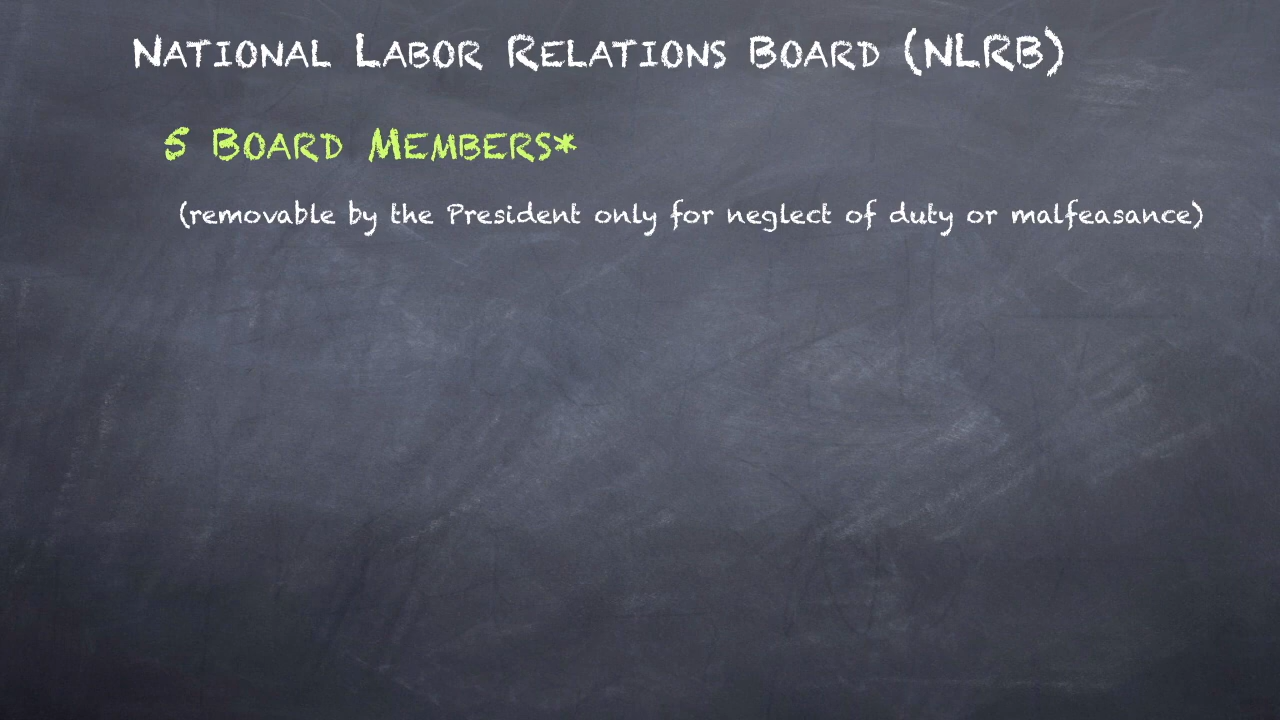 National Labor Relations Board (NLRB)
5 Board Members*
(removable by the President only for neglect of duty or malfeasance)